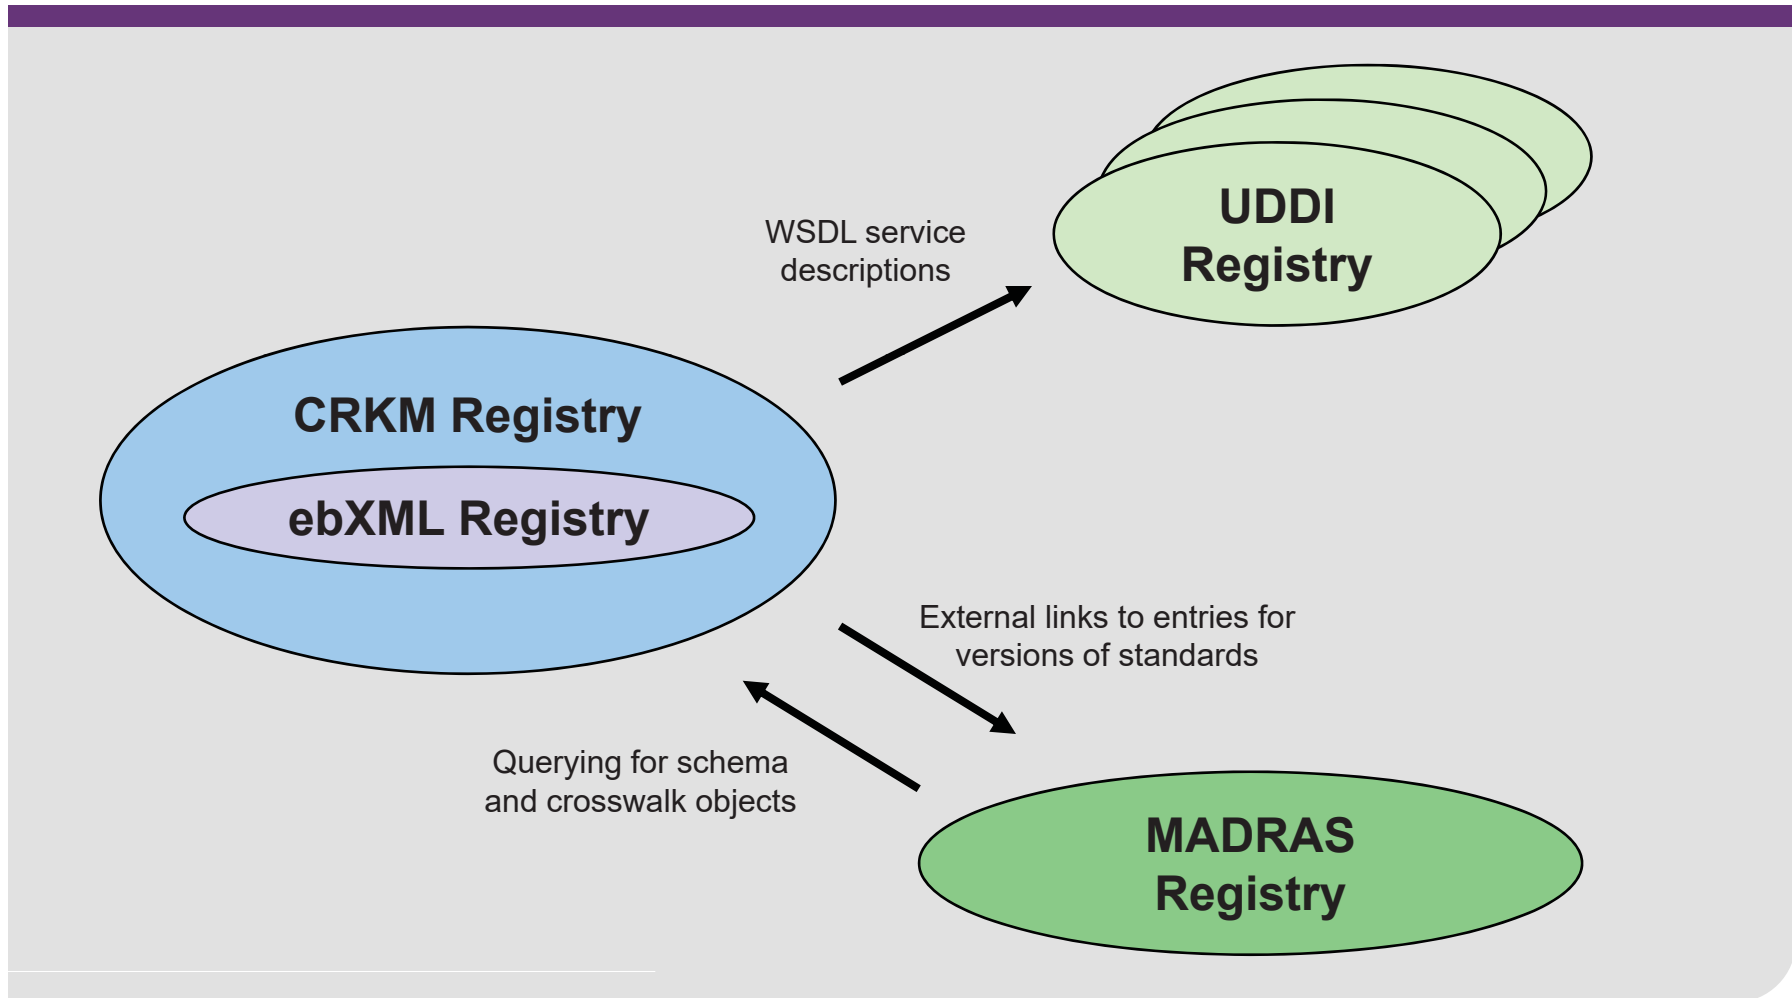 UDDI
Registry
WSDL service
descriptions
CRKM Registry
ebXML Registry
External links to entries for
versions of standards
Querying for schema
and crosswalk objects
MADRAS
Registry